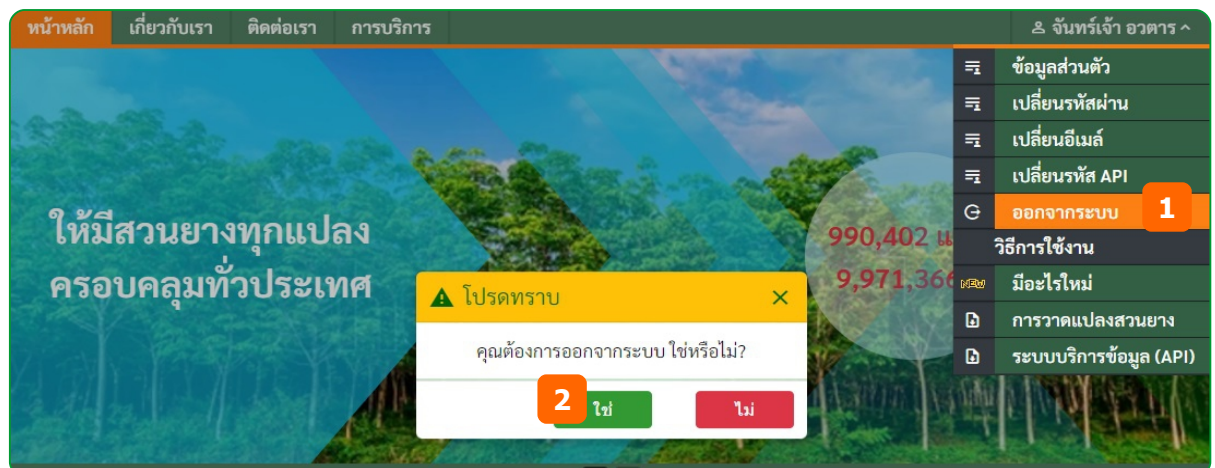 หน้าหลัก เกี่ยวกับเรา ติดต่อเรา การบริการ จันทร์เจ้า อวตาร
ข้อมูลส่วนตัว
เปลี่ยนรหัสผ่าน
เปลี่ยนอีเมล์
เปลี่ยนรหัส API
ออกจากระบบ 1
วิธีการใช้งาน
NEW มีอะไรใหม่
การวาดแปลงสวนยาง
ระบบบริการข้อมูล (API)
ให้มีสวนยางทุกแปลง
ครอบคลุมทั่วประเทศ
990,402 แ
9,971,366
โปรดทราบ
คุณต้องการออกจากระบบ ใช่หรือไม่?
2 ใช่ ไม่